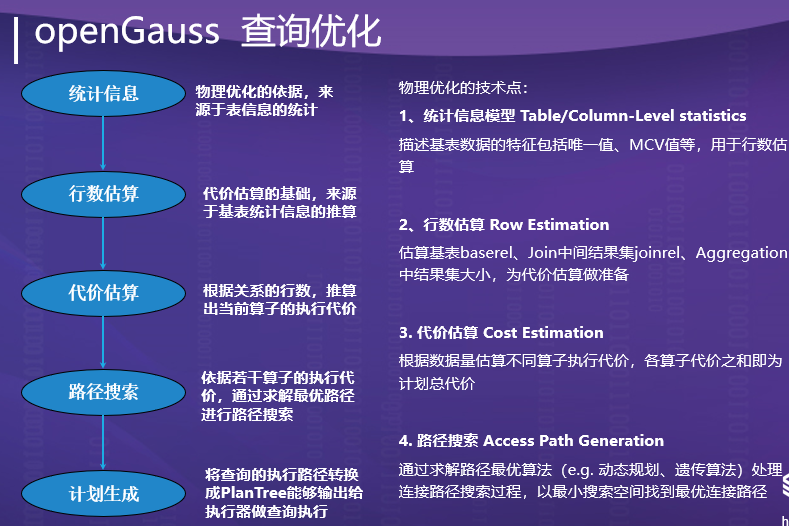 openGauss 查询优化
统计信息
物理优化的依据，来
源于表信息的统计
行数估算
代价估算的基础，来源
于基表统计信息的推算
代价估算
根据关系的行数，推算
出当前算子的执行代价
路径搜索
依据若干算子的执行代
价，通过求解最优路径
进行路径搜索
计划生成
将查询的执行路径转换
成PlanTree能够输出给
执行器做查询执行
物理优化的技术点：
1、统计信息模型 Table/Column-Level statistics
描述基表数据的特征包括唯一值、MCV值等，用于行数估
算
2、行数估算 Row Estimation
估算基表baserel、Join中间结果集joinrel、Aggregation
中结果集大小，为代价估算做准备
3. 代价估算 Cost Estimation
根据数据量估算不同算子执行代价，各算子代价之和即为
计划总代价
4. 路径搜索 Access Path Generation
通过求解路径最优算法（e.g. 动态规划、遗传算法）处理
连接路径搜索过程，以最小搜索空间找到最优连接路径